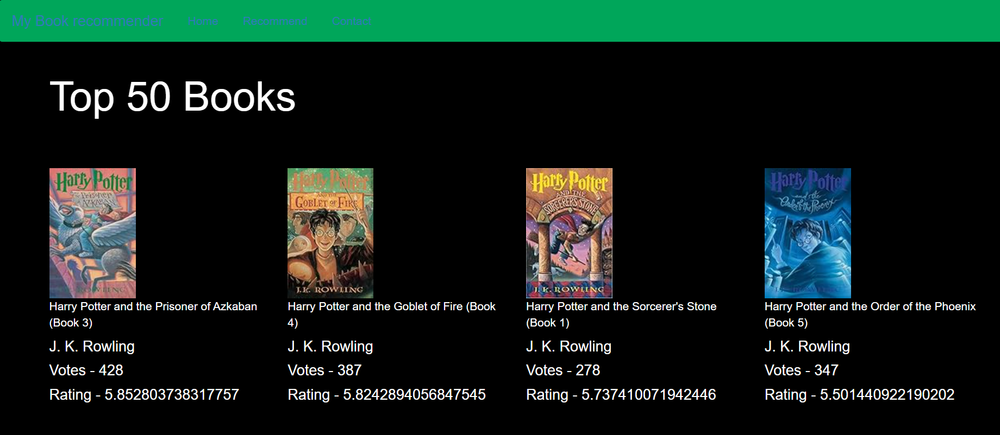 My Book recommender Home Recommend Contact
Top 50 Books
Harry Potter
The Prisoner
of AZKABAN
J.K. ROWLING
Harry Potter and the Prisoner of Azkaban
(Book 3)
J. K. Rowling
Votes - 428
Rating - 5.852803738317757
Harry Potter
AND THE
GOBLET OF FIRE
J.K. ROWLING
Harry Potter and the Goblet of Fire (Book
4)
J. K. Rowling
Votes - 387
Rating - 5.8242894056847545
Harry Potter
AND THE
SORCERER'S STONE
J.K. ROWLING
Harry Potter and the Sorcerer's Stone
(Book 1)
J. K. Rowling
Votes - 278
Rating - 5.737410071942446
Harry Potter
and the
Order of the Phoenix
J.K. ROWLING
Harry Potter and the Order of the Phoenix
(Book 5)
J. K. Rowling
Votes - 347
Rating - 5.501440922190202